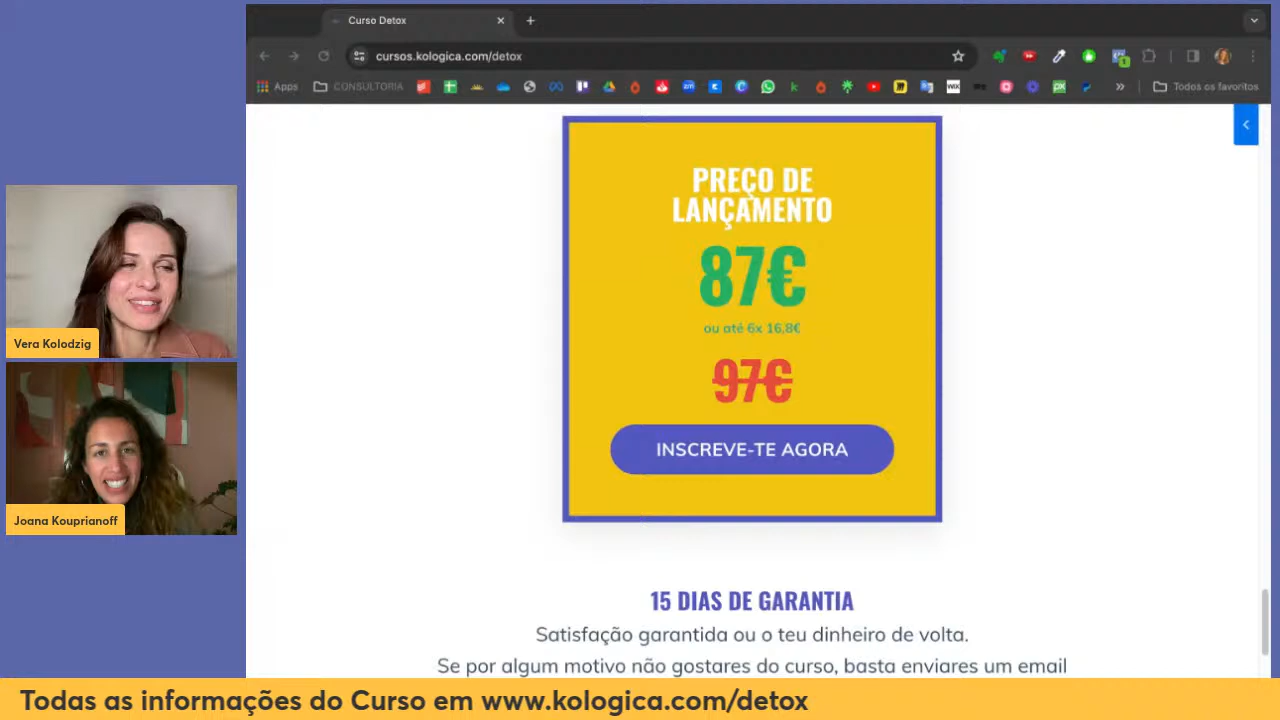 Curso Detox
cursos.kologica.com/detox
Apps
CONSULTORIA
Todos os favoritos
PREÇO DE
LANÇAMENTO
87€
ou até 6x 16,8€
97€
INSCREVE-TE AGORA
15 DIAS DE GARANTIA
Satisfação garantida ou o teu dinheiro de volta.
Se por algum motivo não gostares do curso, basta enviares um email
Vera Kolodzig
Joana Kouprianoff
Todas as informações do Curso em www.kologica.com/detox